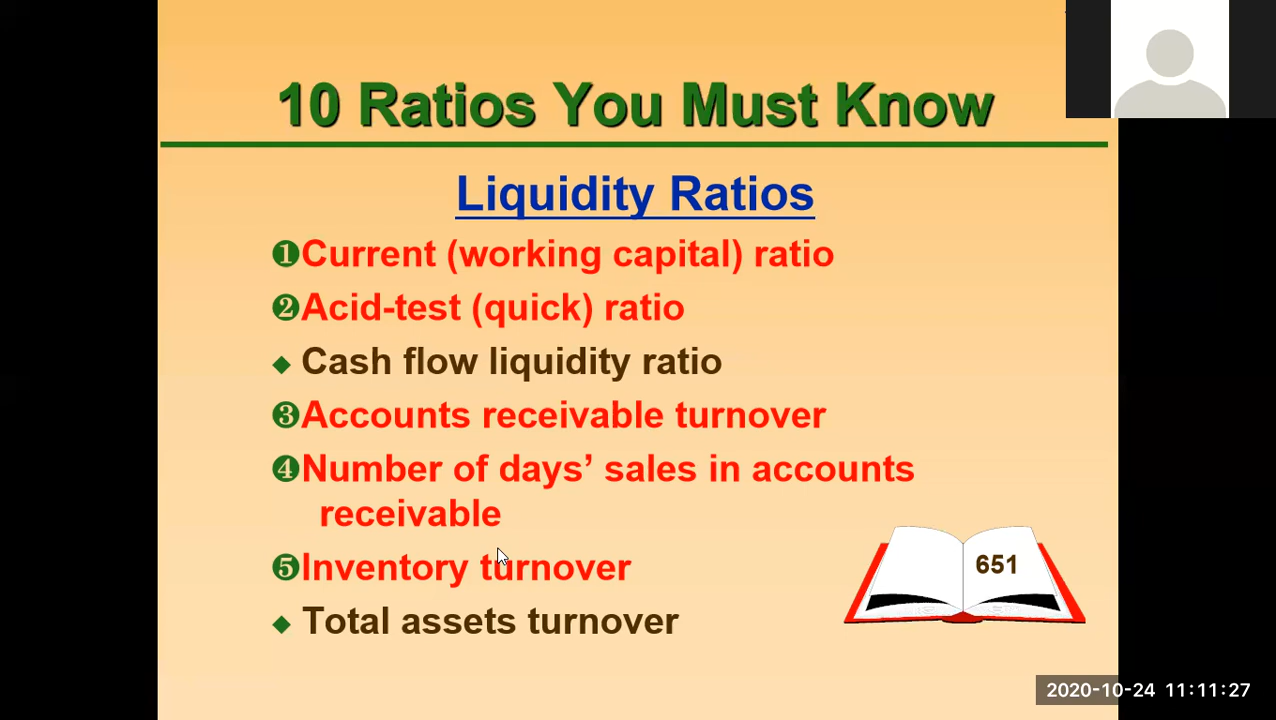 10 Ratios You Must Know
Liquidity Ratios
❶Current (working capital) ratio
❷Acid-test (quick) ratio
◆ Cash flow liquidity ratio
❸Accounts receivable turnover
❹Number of days’ sales in accounts
receivable
❺Inventory turnover
◆ Total assets turnover
651
2020-10-24 11:11:27